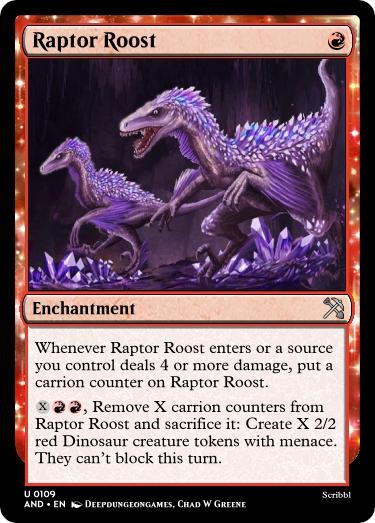 Raptor Roost
Enchantment
Whenever Raptor Roost enters or a source
you control deals 4 or more damage, put a
carrion counter on Raptor Roost.
X, Remove X carrion counters from
Raptor Roost and sacrifice it: Create X 2/2
red Dinosaur creature tokens with menace.
They can't block this turn.
U 0109
Scribbl
AND • EN DEEPDUNGEONGAMES, CHAD W GREENE